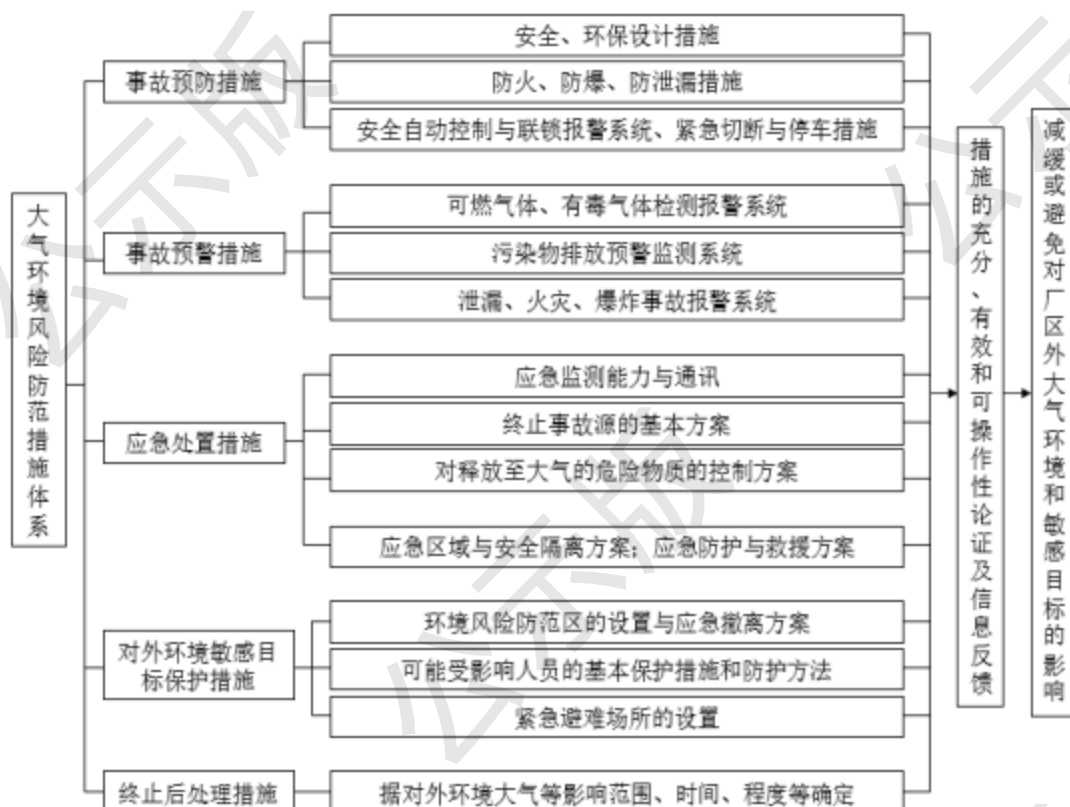 大气环境风险防范措施体系
事故预防措施
安全、环保设计措施
防火、防爆、防泄漏措施
安全自动控制与联锁报警系统、紧急切断与停车措施
事故预警措施
可燃气体、有毒气体检测报警系统
污染物排放预警监测系统
泄漏、火灾、爆炸事故报警系统
应急处置措施
应急监测能力与通讯
终止事故源的基本方案
对释放至大气的危险物质的控制方案
应急区域与安全隔离方案；应急防护与救援方案
对外环境敏感目
标保护措施
环境风险防范区的设置与应急撤离方案
可能受影响人员的基本保护措施和防护方法
紧急避难场所的设置
终止后处理措施
据对外环境大气等影响范围、时间、程度等确定
措施的充分、有效和可操作性论证及信息反馈
减缓或避免对厂区外大气环境和敏感目标的影响
公示版
公示版
公示